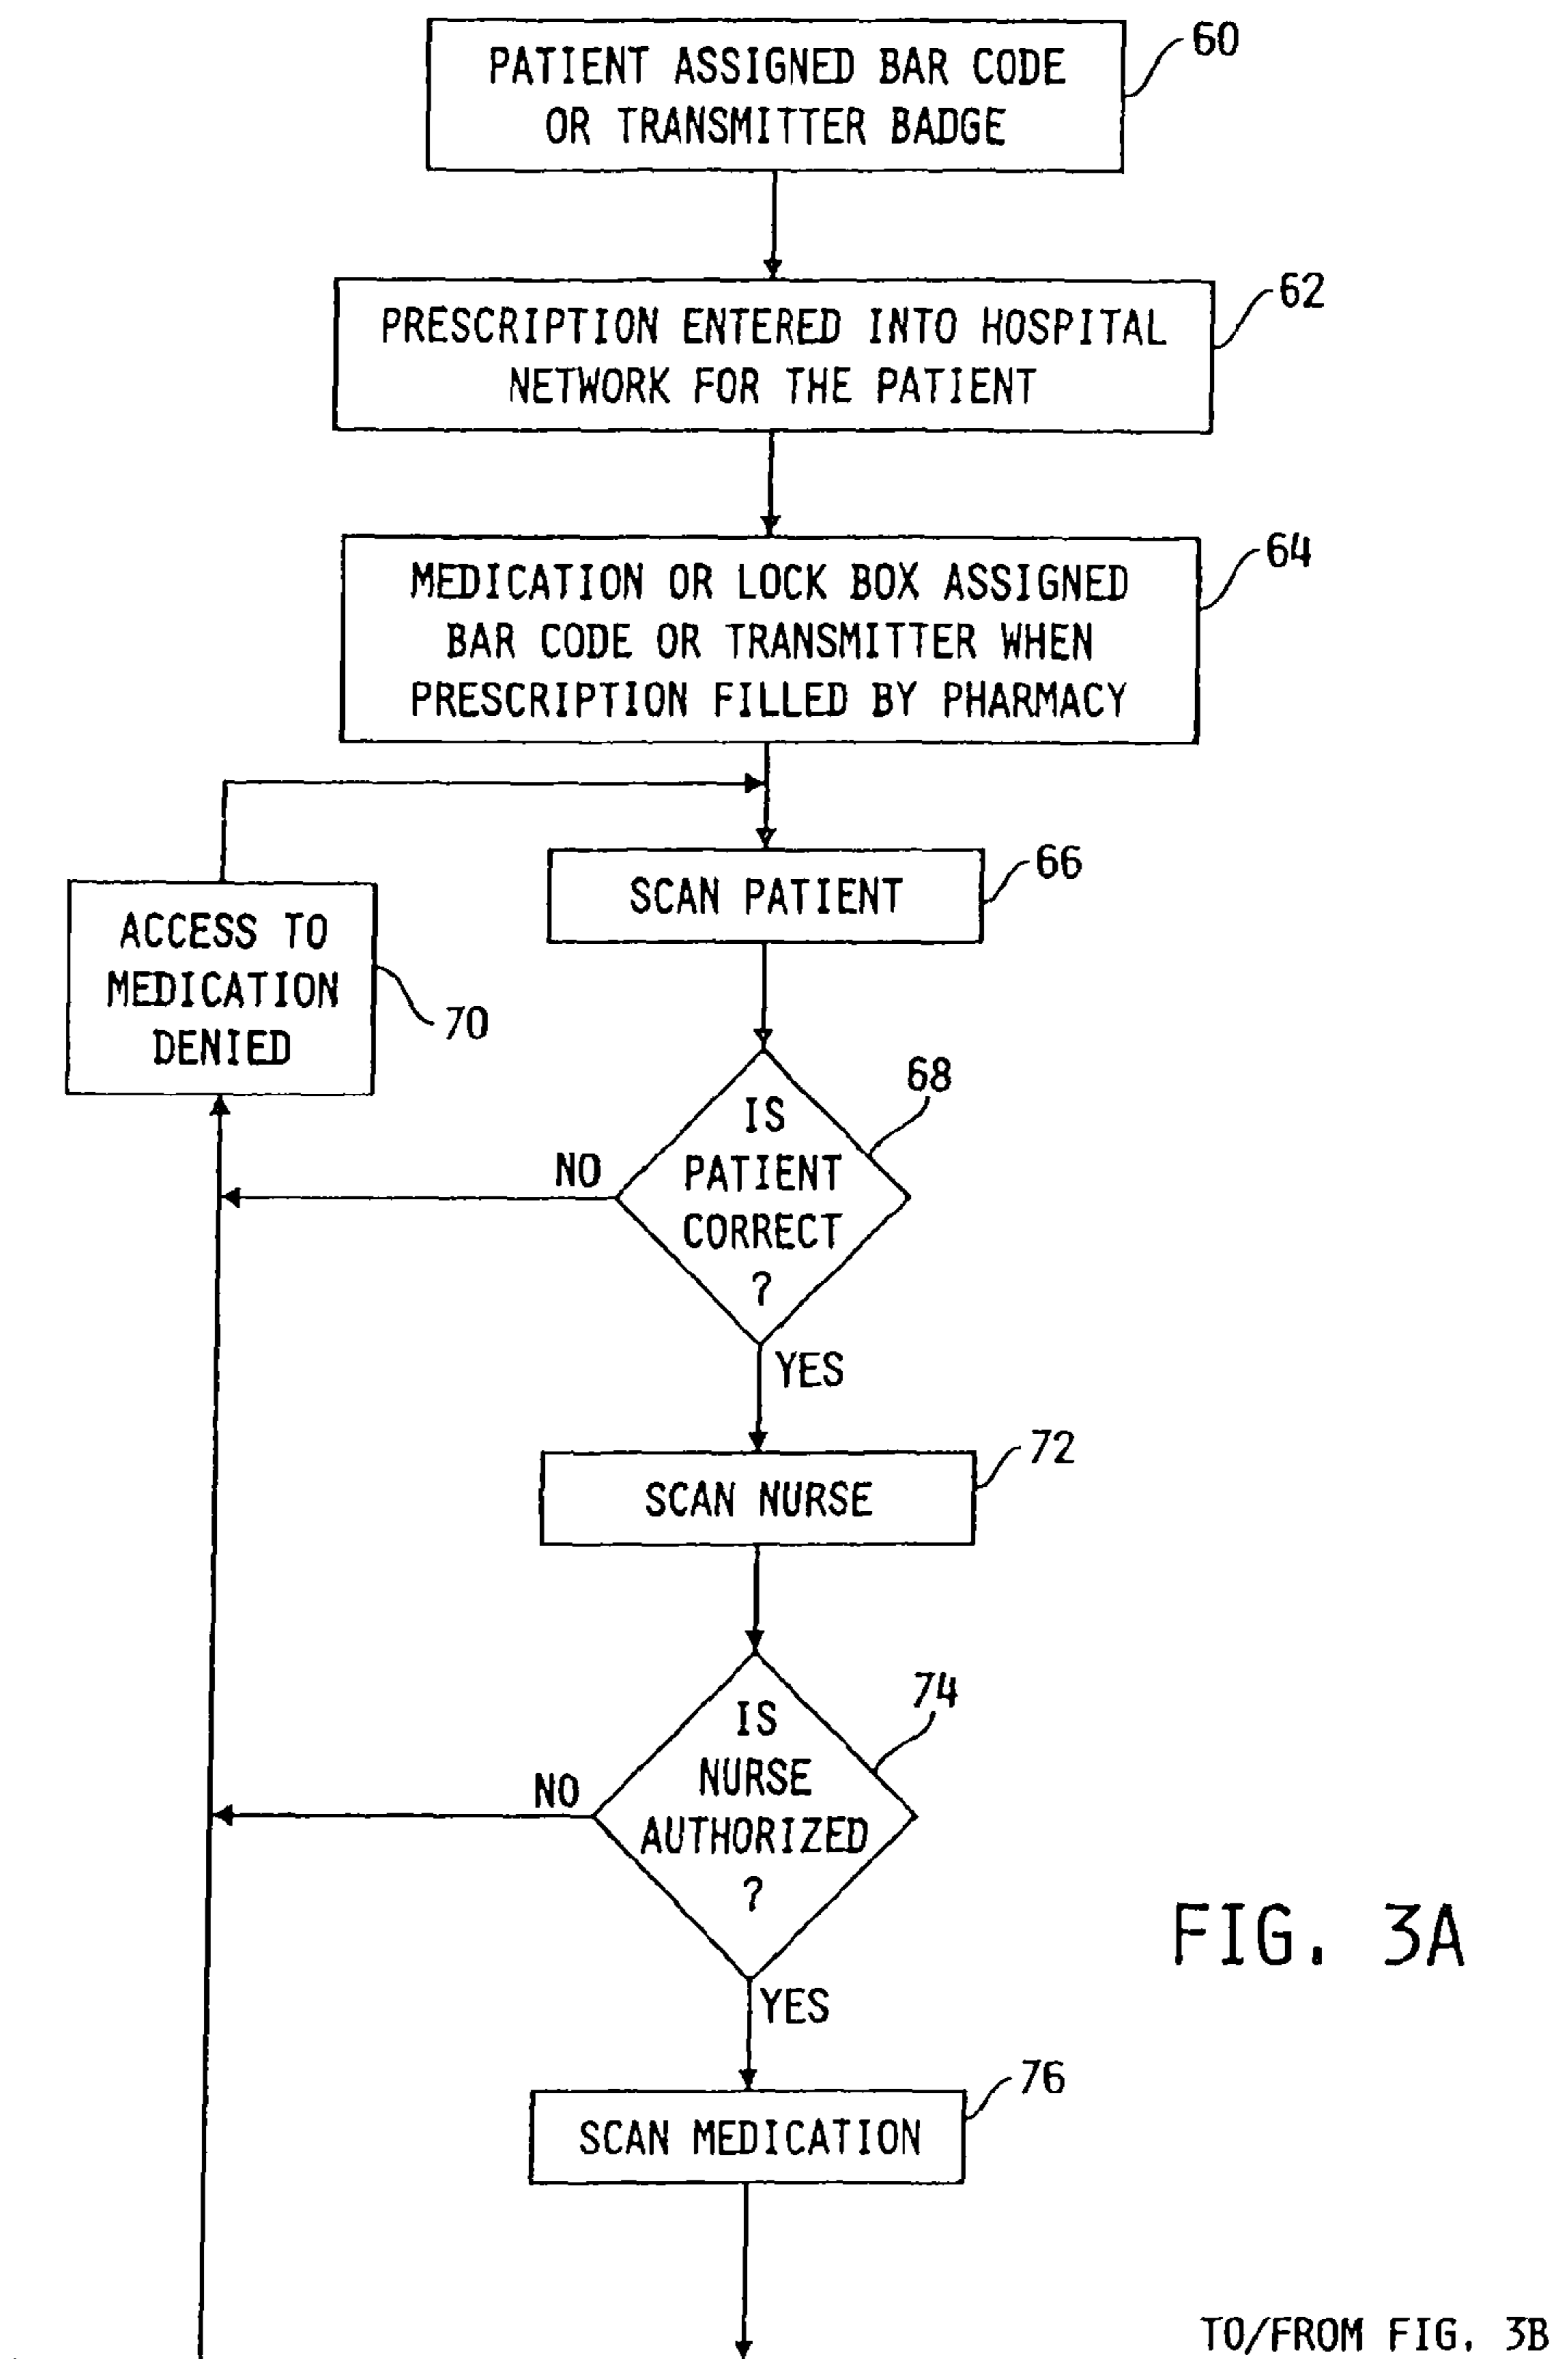 PATIENT ASSIGNED BAR CODE
OR TRANSMITTER BADGE
60
PRESCRIPTION ENTERED INTO HOSPITAL
NETWORK FOR THE PATIENT
62
MEDICATION OR LOCK BOX ASSIGNED
BAR CODE OR TRANSMITTER WHEN
PRESCRIPTION FILLED BY PHARMACY
64
SCAN PATIENT
66
ACCESS TO
MEDICATION
DENIED
70
IS
PATIENT
CORRECT
?
68
NO
YES
SCAN NURSE
72
IS
NURSE
AUTHORIZED
?
74
NO
YES
FIG. 3A
SCAN MEDICATION
76
TO/FROM FIG. 3B